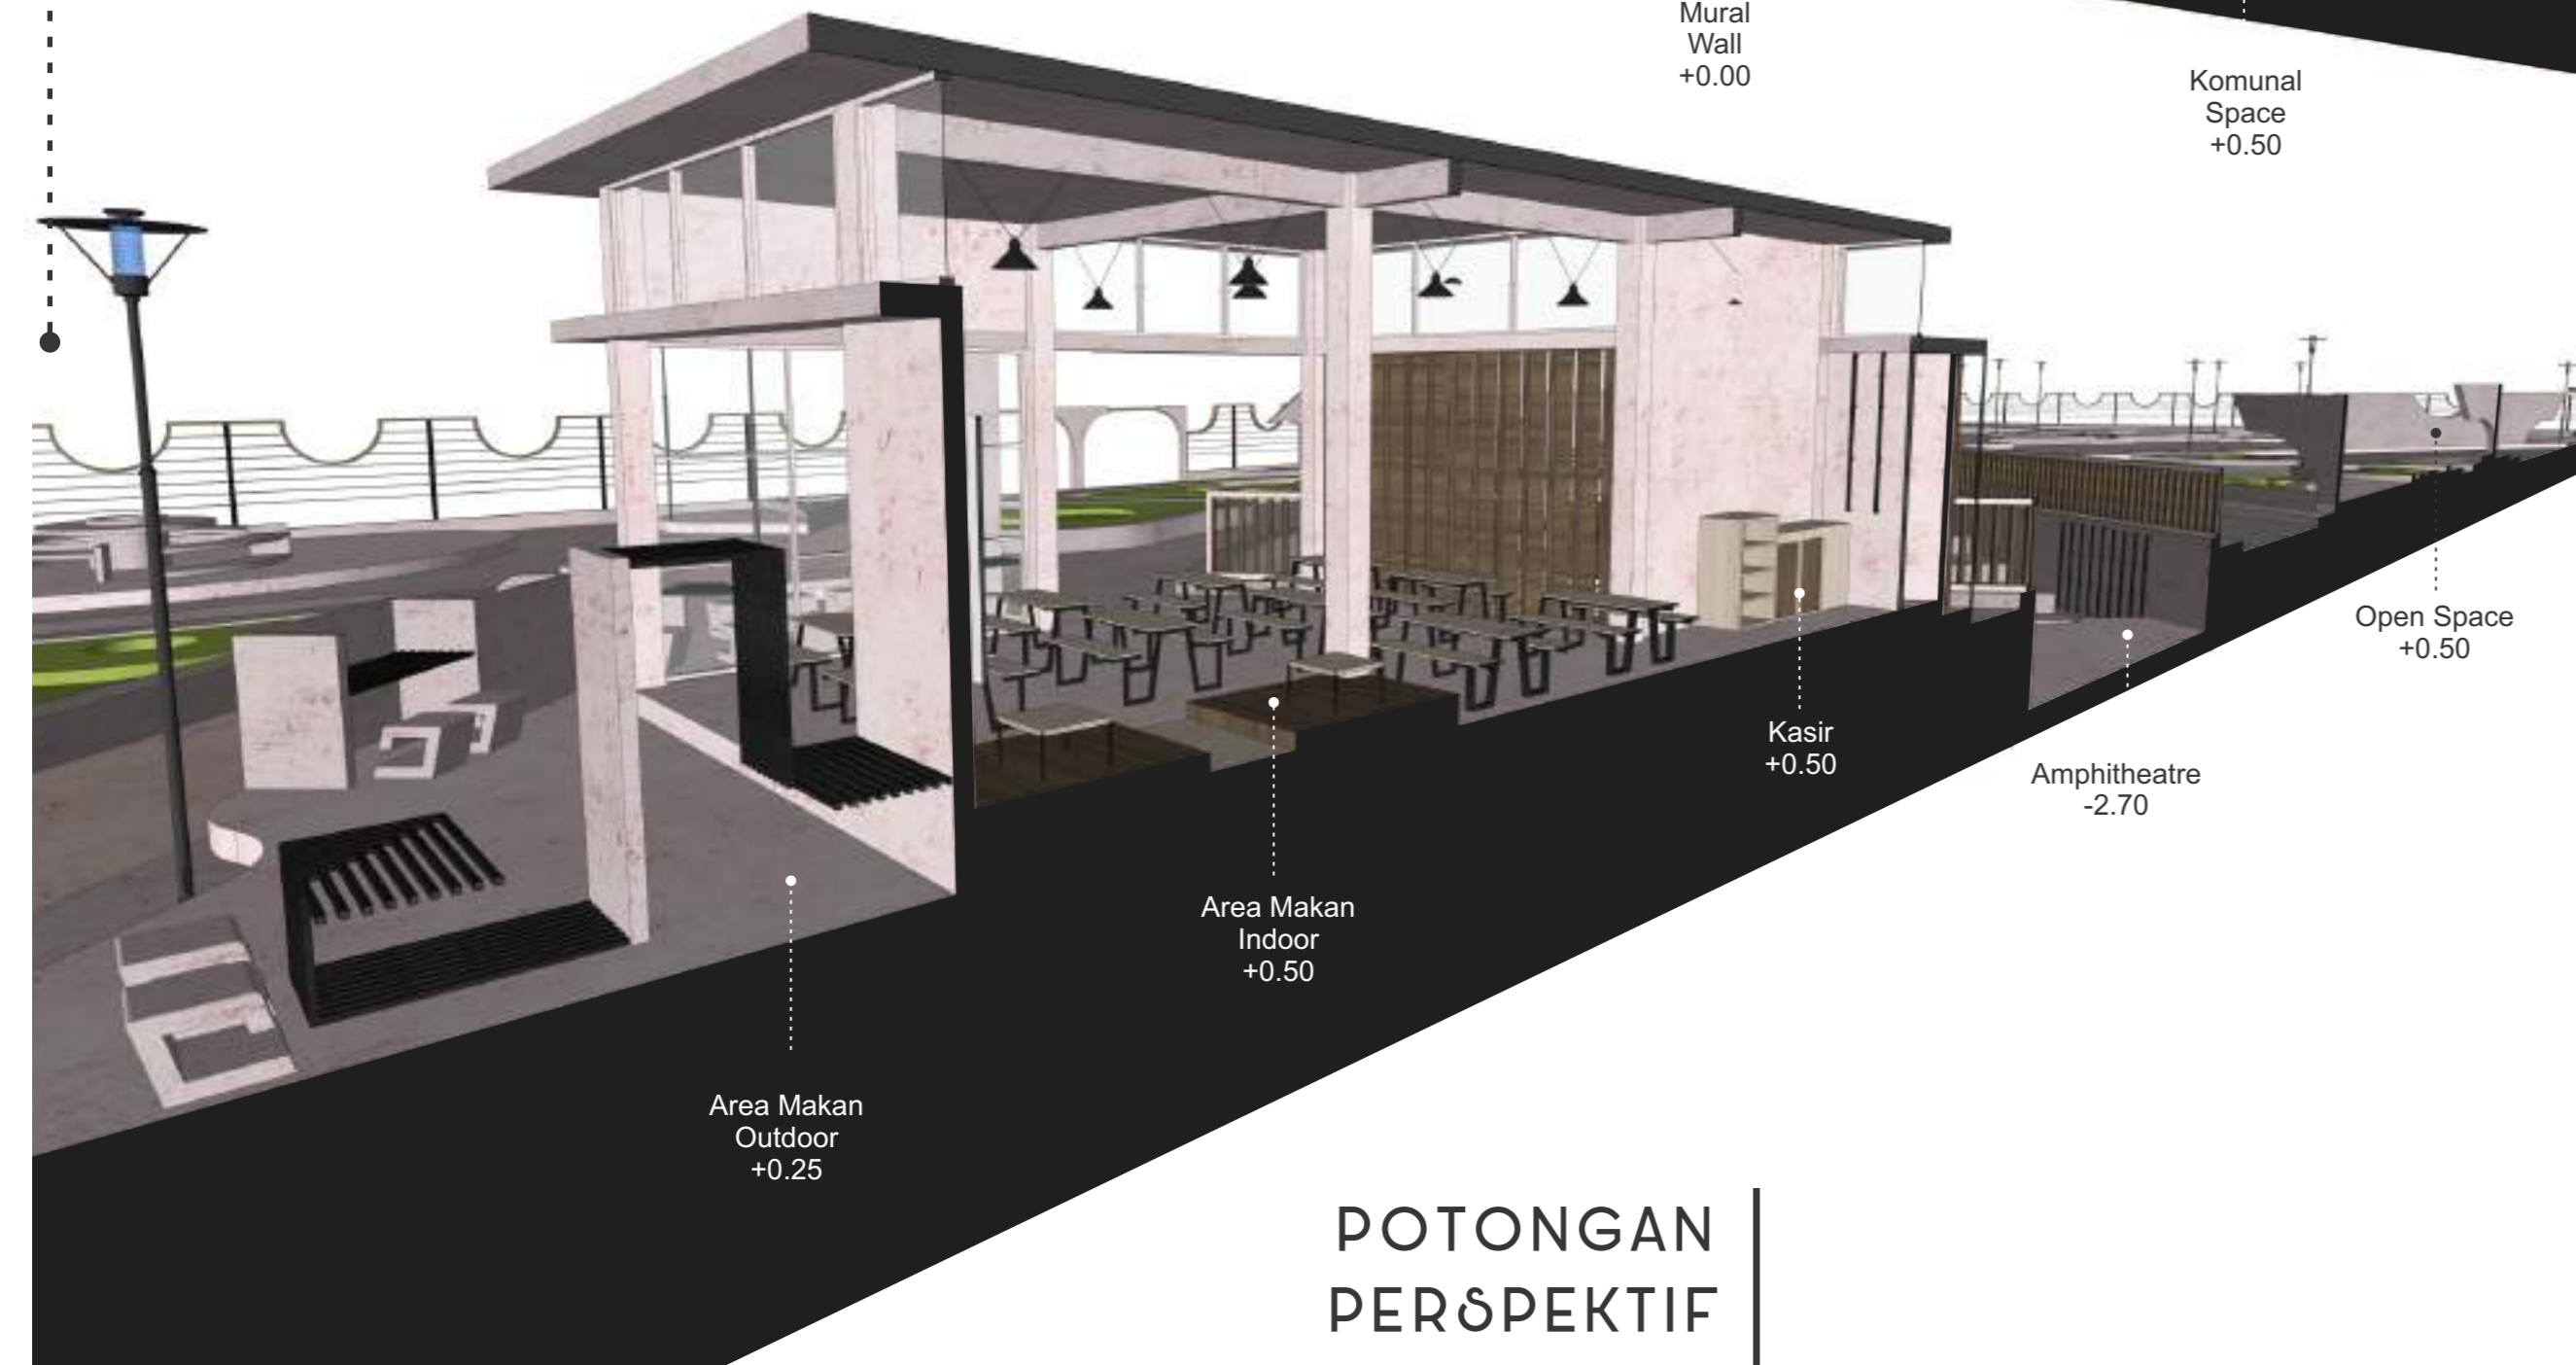 Mural
Wall
+0.00
Komunal
Space
+0.50
Open Space
+0.50
Kasir
+0.50
Amphitheatre
-2.70
Area Makan
Indoor
+0.50
Area Makan
Outdoor
+0.25
POTONGAN
PERSPEKTIF